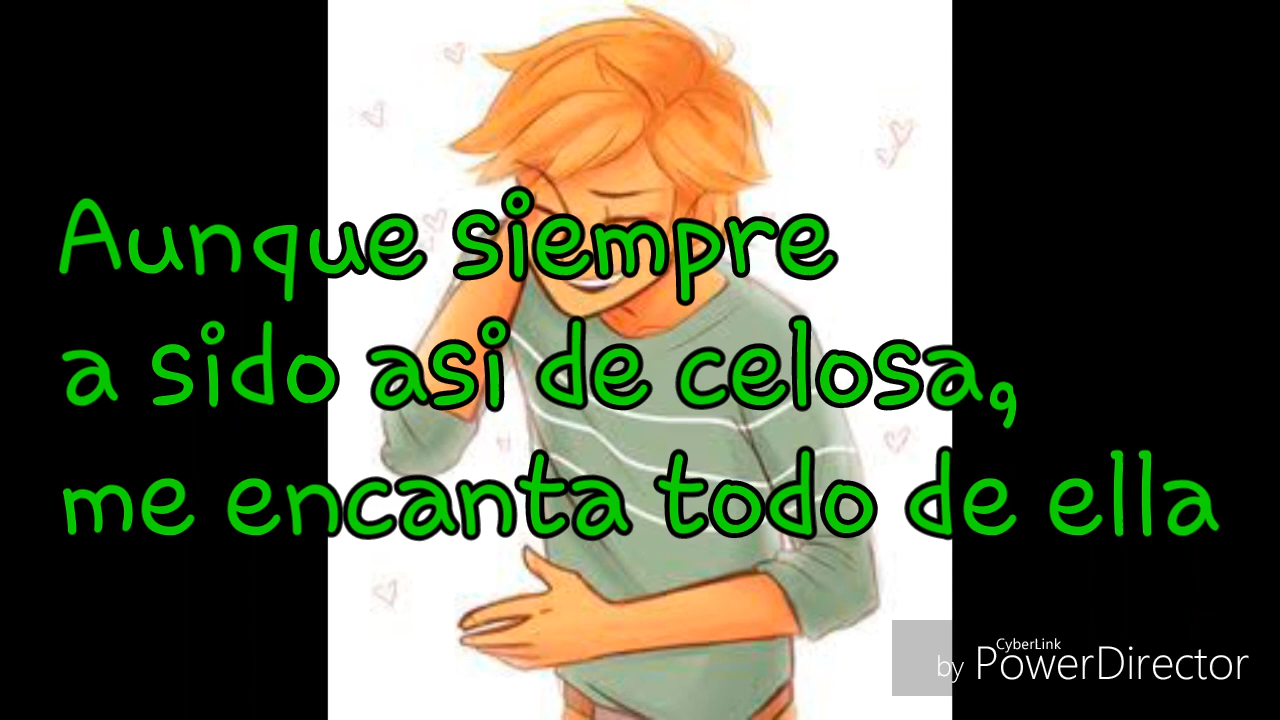 Aunque siempre
a sido asi de celosa,
me encanta todo de ella
CyberLink
by PowerDirector